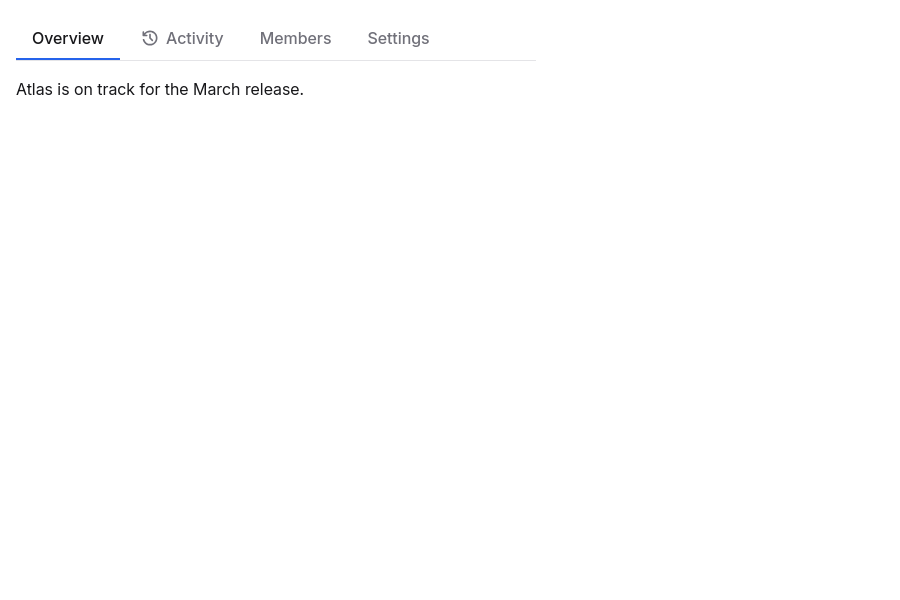 Overview Activity Members Settings
Atlas is on track for the March release.